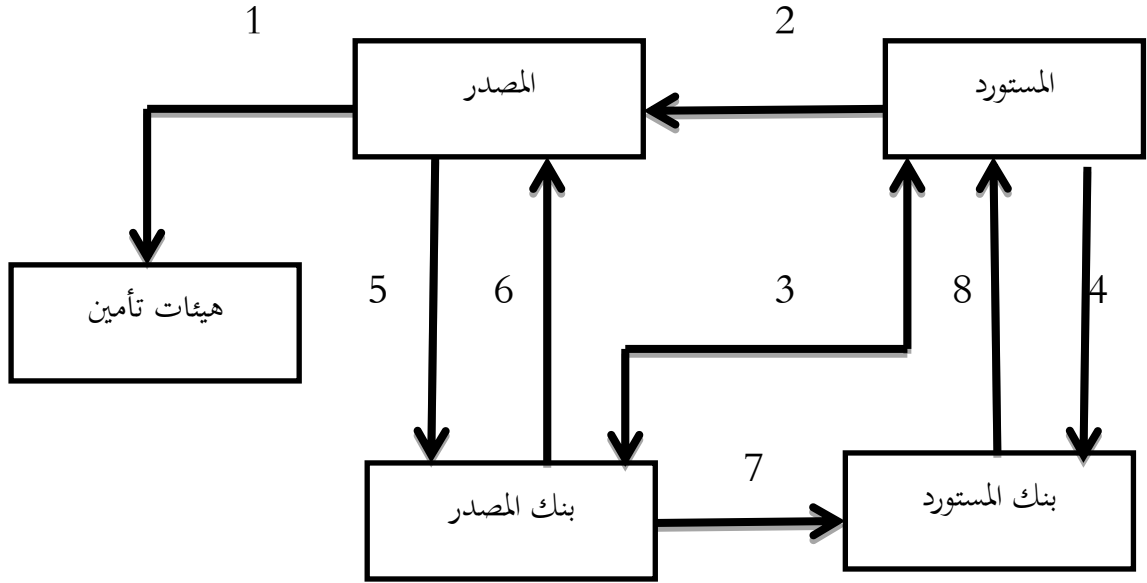 2
1
المستورد
المصدر
4
8
3
6
5
هيئات تأمين
7
بنك المستورد
بنك المصدر